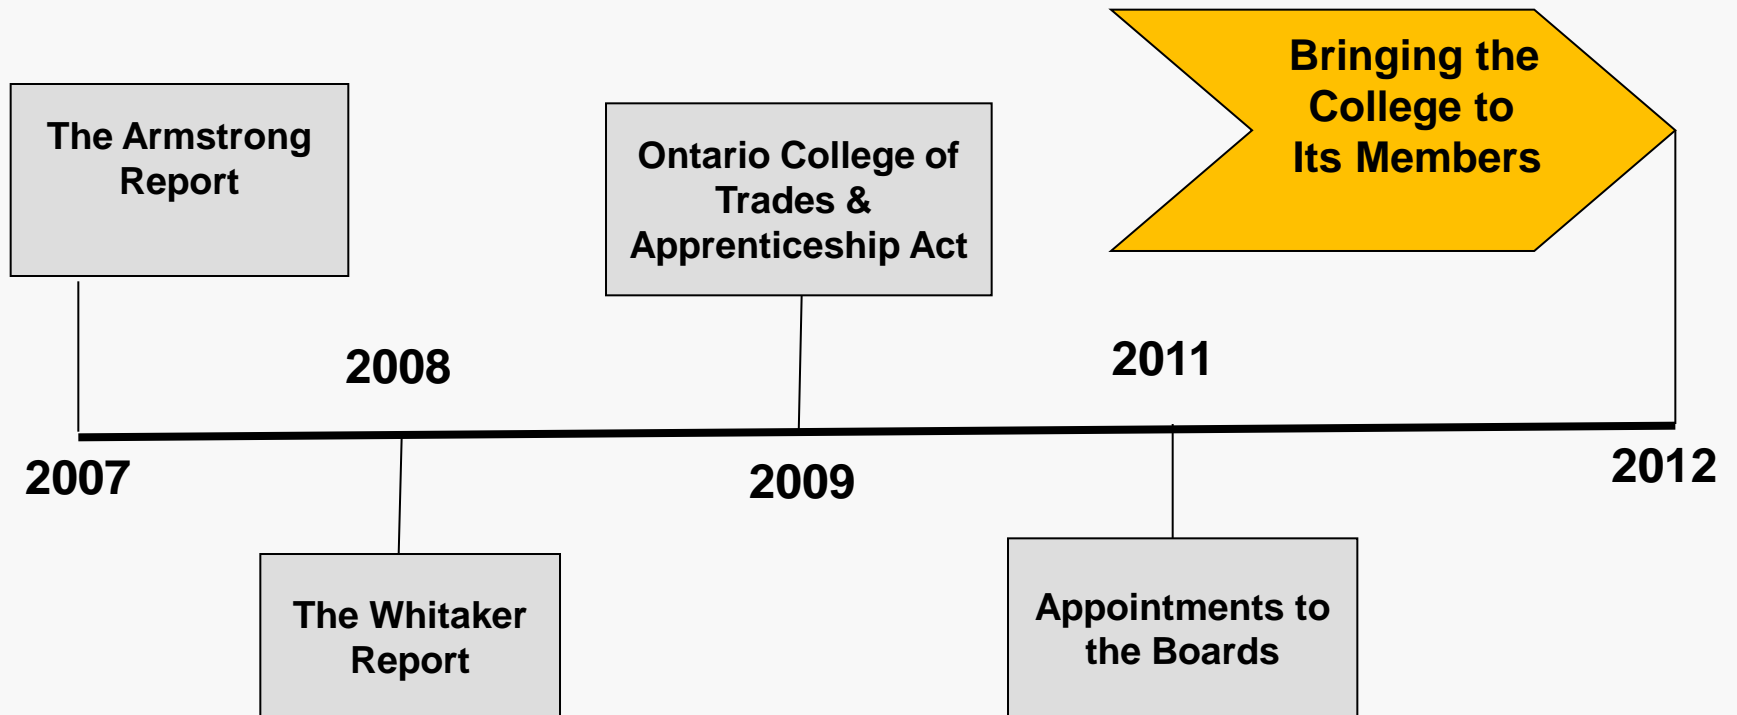 Bringing the
College to
Its Members
The Armstrong
Report
Ontario College of
Trades &
Apprenticeship Act
2008
2011
2007
2009
2012
The Whitaker
Report
Appointments to
the Boards